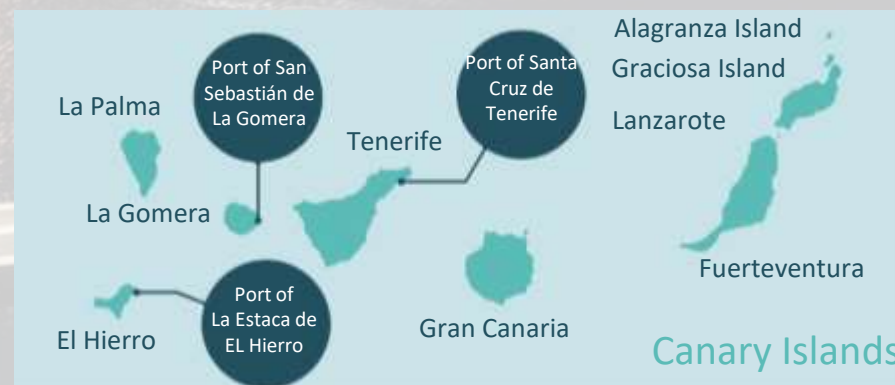 Alagranza Island
Graciosa Island
Lanzarote
Port of San
Sebastián de
La Gomera
Port of Santa
Cruz de
Tenerife
La Palma
Tenerife
La Gomera
Port of
La Estaca de
EL Hierro
El Hierro
Gran Canaria
Fuerteventura
Canary Islands